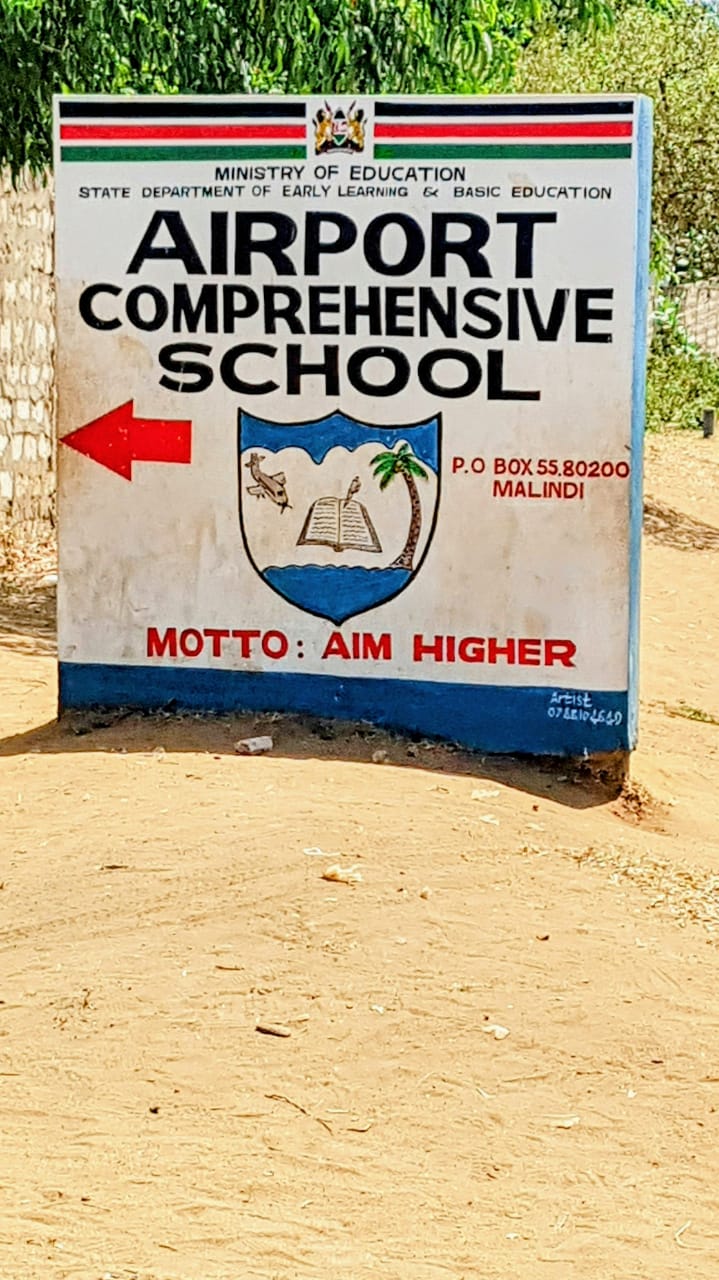 MINISTRY OF EDUCATION
STATE DEPARTMENT OF EARLY LEARNING & BASIC EDUCATION
AIRPORT
COMPREHENSIVE
SCHOOL
P.O BOX 55,80200
MALINDI
MOTTO: AIM HIGHER
Artist